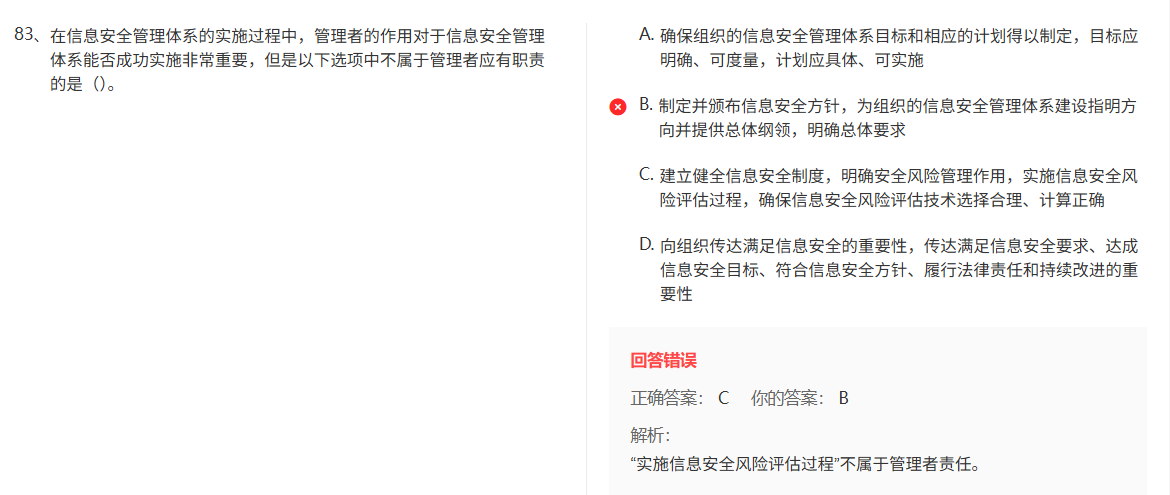 83、在信息安全管理体系的实施过程中，管理者的作用对于信息安全管理
体系能否成功实施非常重要，但是以下选项中不属于管理者应有职责
的是（）。
A. 确保组织的信息安全管理体系目标和相应的计划得以制定，目标应
明确、可度量，计划应具体、可实施
B. 制定并颁布信息安全方针，为组织的信息安全管理体系建设指明方
向并提供总体纲领，明确总体要求
C. 建立健全信息安全制度，明确安全风险管理作用，实施信息安全风
险评估过程，确保信息安全风险评估技术选择合理、计算正确
D. 向组织传达满足信息安全的重要性，传达满足信息安全要求、达成
信息安全目标、符合信息安全方针、履行法律责任和持续改进的重
要性
回答错误
正确答案： C 你的答案： B
解析：
“实施信息安全风险评估过程”不属于管理者责任。